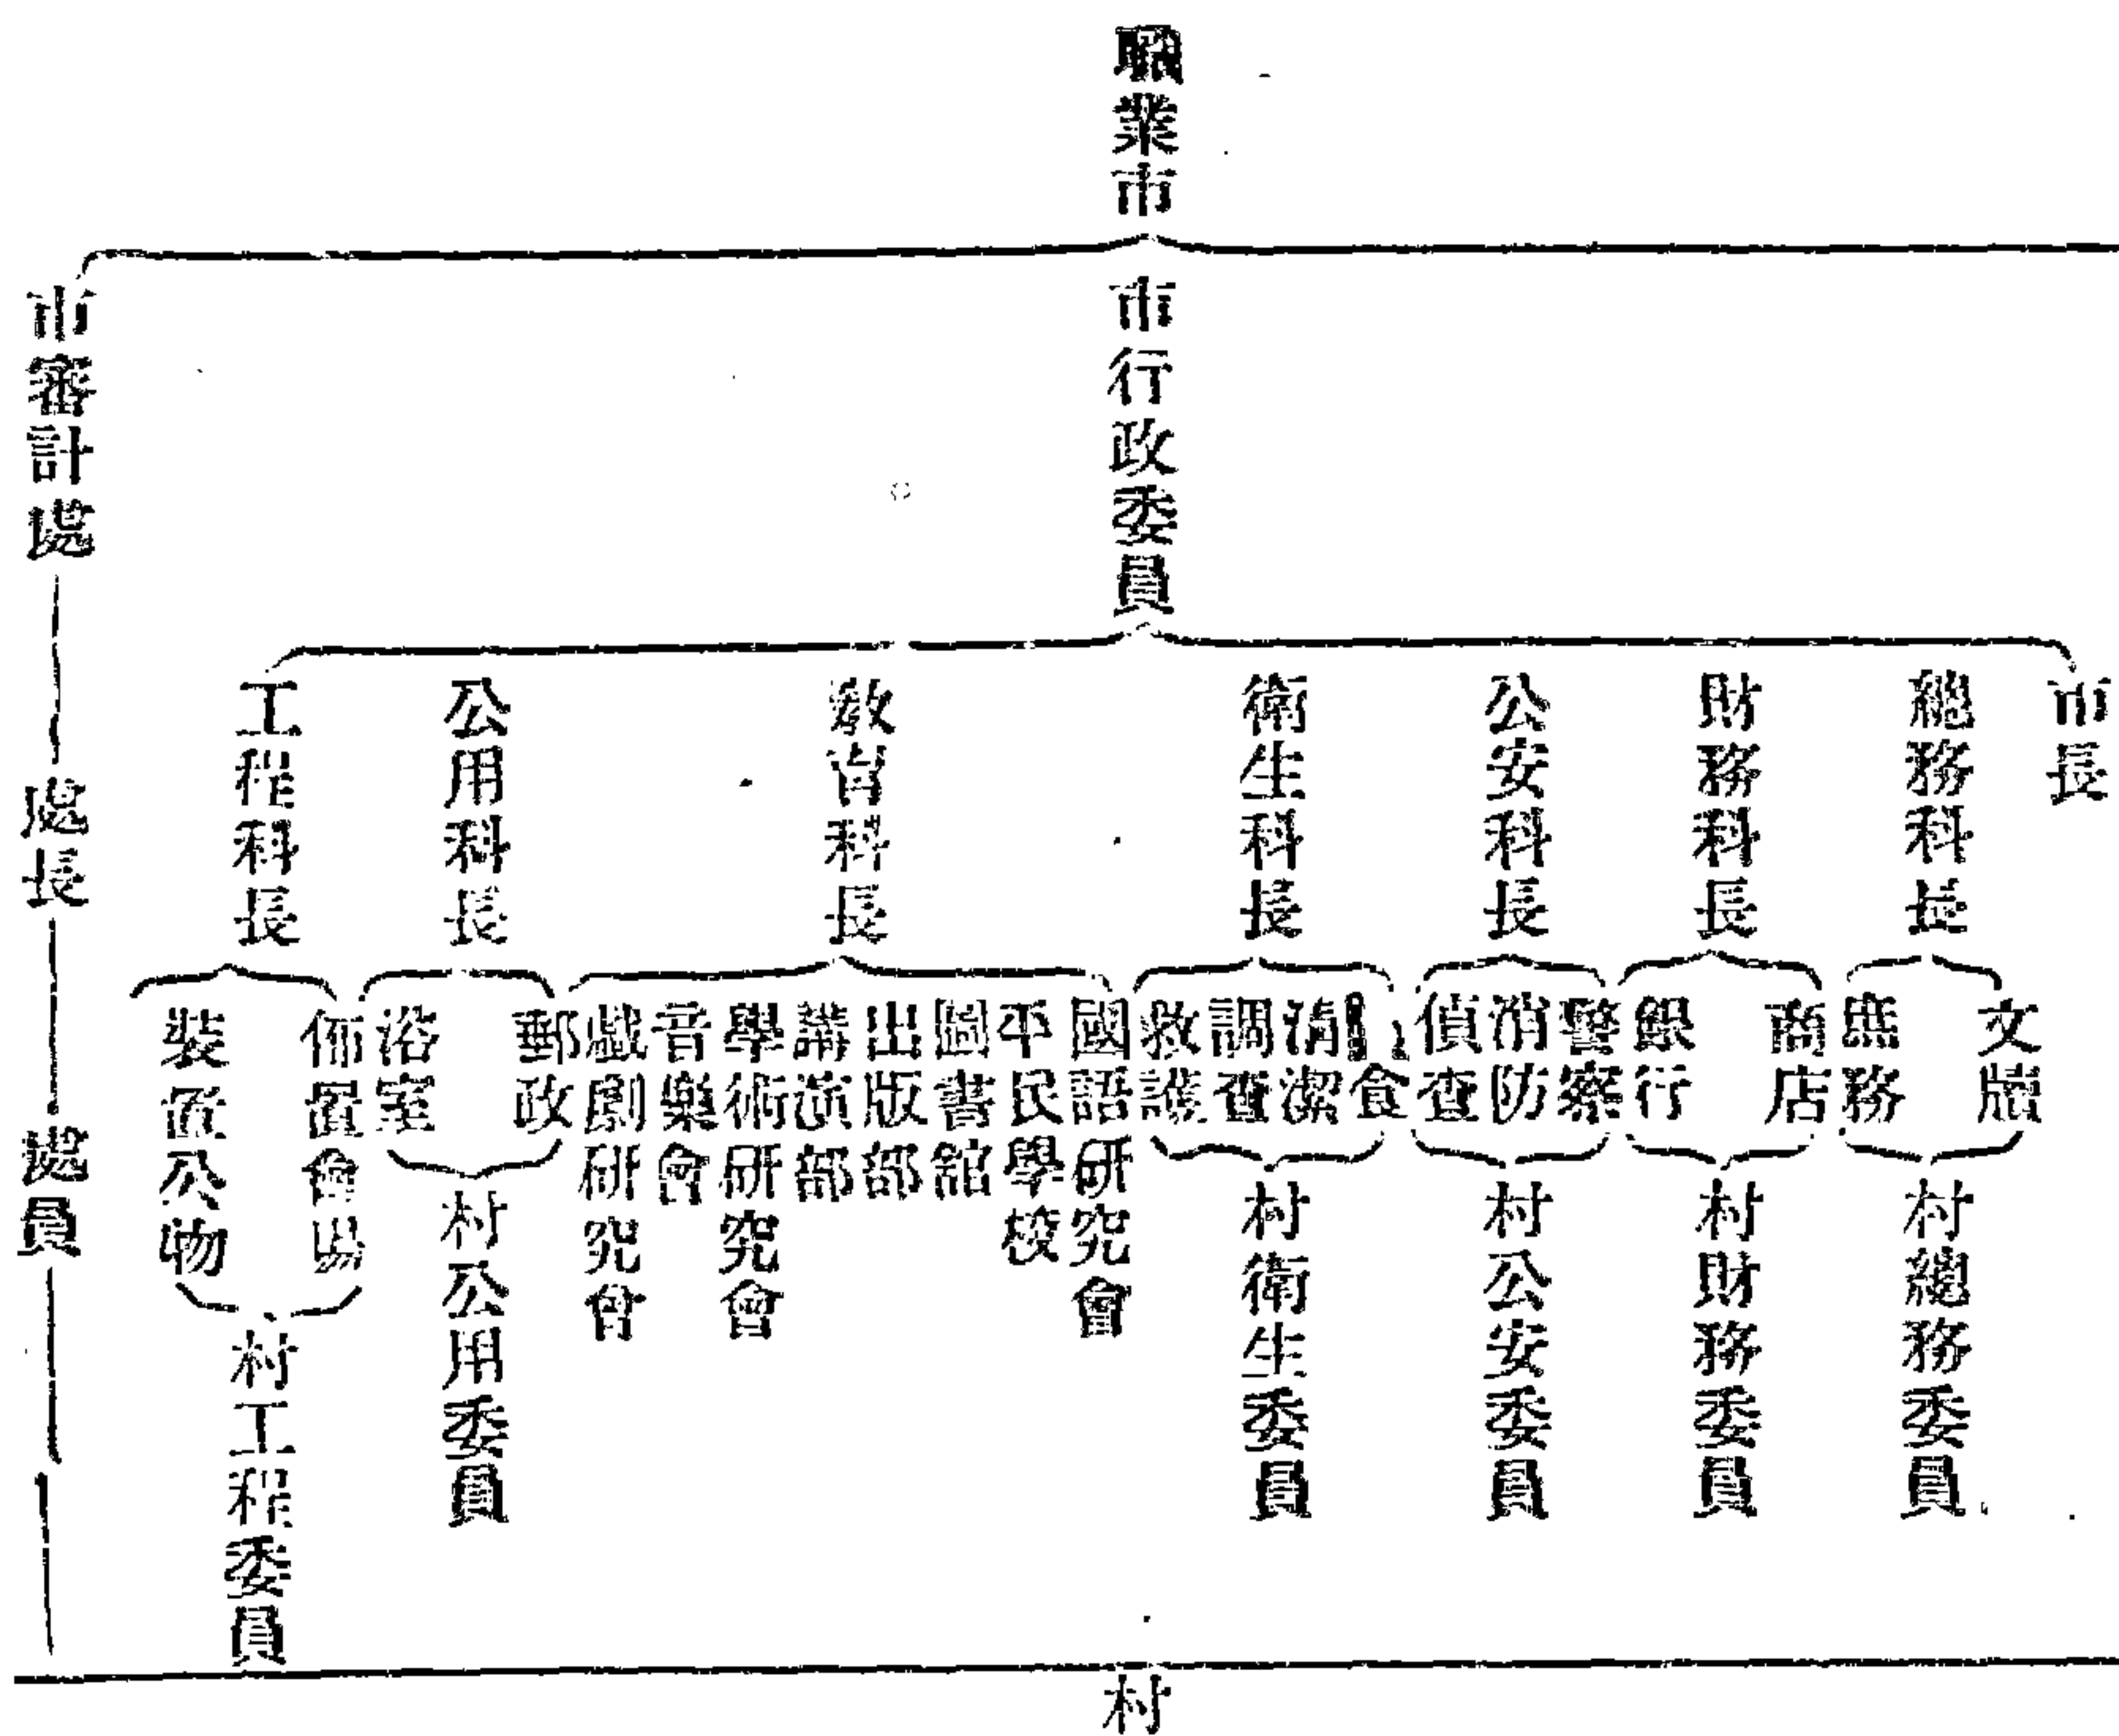 職業市
市行政委員
市長
總務科長
文牘
庶務
村總務委員
財務科長
商店
銀行
村財務委員
公安科長
警察
消防
偵查
村公安委員
衛生科長
食
清潔
調查
救護
村衛生委員
教育科長
國語研究會
平民學校
圖書館
出版部
講演部
學術研究會
音樂會
戲劇研究會
公用科長
郵政
浴室
村公用委員
工程科長
佈置會場
裝置公物
村工程委員
市審計處
處長
處員
村